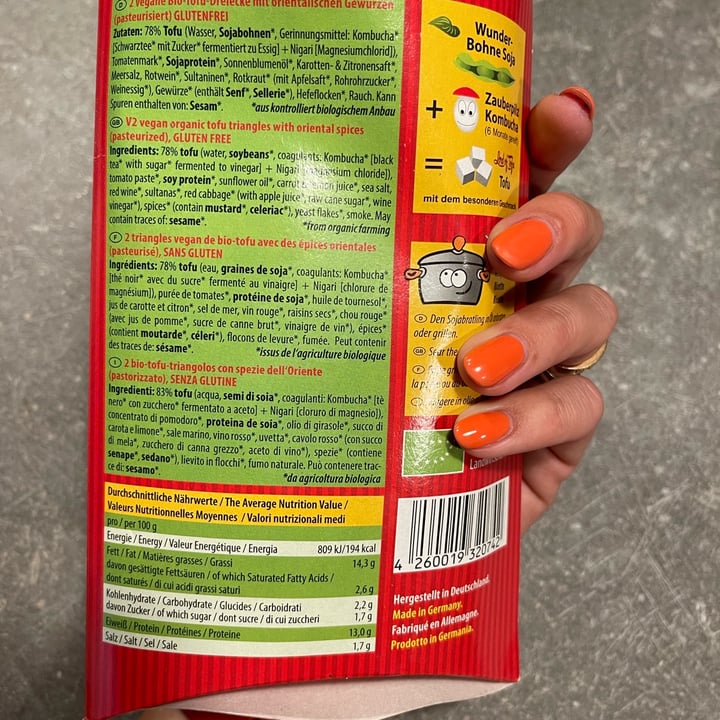 D 2 vegane Bio-Tofu-Dreiecke mit orientalischen Gewürzen
(pasteurisiert) GLUTENFREI
Zutaten: 78% Tofu (Wasser, Sojabohnen*, Gerinnungsmittel: Kombucha*
[Schwarztee* mit Zucker* fermentiert zu Essig] + Nigari [Magnesiumchlorid]),
Tomatenmark*, Sojaprotein*, Sonnenblumenöl*, Karotten- & Zitronensaft*,
Meersalz, Rotwein*, Sultaninen*, Rotkraut* (mit Apfelsaft*, Rohrohrzucker*,
Weinessig*), Gewürze* (enthält Senf*, Sellerie*), Hefeflocken*, Rauch. Kann
Spuren enthalten von: Sesam*. *aus kontrolliert biologischem Anbau
GB V2 vegan organic tofu triangles with oriental spices
(pasteurized), GLUTEN FREE
Ingredients: 78% tofu (water, soybeans*, coagulants: Kombucha* [black
tea* with sugar* fermented to vinegar] + Nigari [magnesium chloride]),
tomato paste*, soy protein*, sunflower oil*, carrot & lemon juice*, sea salt,
red wine*, sultanas*, red cabbage* (with apple juice*, raw cane sugar*, wine
vinegar*), spices* (contain mustard*, celeriac*), yeast flakes*, smoke. May
contain traces of: sesame*. *from organic farming
F 2 triangles vegan de bio-tofu avec des épices orientales
(pasteurisé), SANS GLUTEN
Ingrédients: 78% tofu (eau, graines de soja*, coagulants: Kombucha*
[thé noir* avec du sucre* fermenté au vinaigre] + Nigari [chlorure de
magnésium]), purée de tomates*, protéine de soja*, huile de tournesol*,
jus de carotte et citron*, sel de mer, vin rouge*, raisins secs*, chou rouge*
(avec jus de pomme*, sucre de canne brut*, vinaigre de vin*), épices*
(contient moutarde*, céleri*), flocons de levure*, fumée. Peut contenir
des traces de: sésame*. *issus de l'agriculture biologique
I 2 bio-tofu-triangolos con spezie dell'Oriente
(pastorizzato), SENZA GLUTINE
Ingredienti: 83% tofu (acqua, semi di soia*, coagulanti: Kombucha* [tè
nero* con zucchero* fermentato a aceto] + Nigari [cloruro di magnesio]),
concentrato di pomodoro*, proteina de soia*, olio di girasole*, succo di
carota e limone*, sale marino, vino rosso*, uvetta*, cavolo rosso* (con succo
di mela*, zucchero di canna grezzo*, aceto di vino*), spezie* (contiene
senape*, sedano*), lievito in flocchi*, fumo naturale. Può contenere trac-
ce di: sesamo*. *da agricoltura biologica
Durchschnittliche Nährwerte / The Average Nutrition Value /
Valeurs Nutritionnelles Moyennes / Valori nutrizionali medi
pro / per 100 g
Energie / Energy / Valeur Energétique / Energia 809 kJ/194 kcal
Fett / Fat / Matières grasses / Grassi 14,3 g
davon gesättigte Fettsäuren / of which Saturated Fatty Acids /
dont saturés / di cui acidi grassi saturi 2,6 g
Kohlenhydrate / Carbohydrate / Glucides / Carboidrati 2,2 g
davon Zucker / of which sugar / dont sucre / di cui zuccheri 1,7 g
Eiweiß / Protein / Protéines / Proteine 13,0 g
Salz / Salt / Sel / Sale 1,7 g
Wunder-
Bohne Soja
+
Zauberpilz
Kombucha
(6 Monate gereift)
=
Tofu
mit dem besonderen Geschmack
D Den Sojabratling in
oder grillen.
GB Sear the
F
la
I
Landwirt
4 260019 320742
Hergestellt in Deutschland.
Made in Germany.
Fabriqué en Allemagne.
Prodotto in Germania.